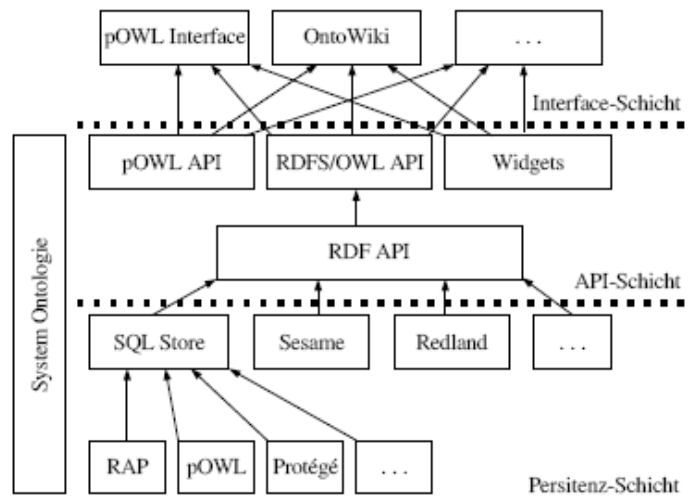 pOWL Interface
OntoWiki
. . .
Interface-Schicht
pOWL API
RDFS/OWL API
Widgets
RDF API
API-Schicht
System Ontologie
SQL Store
Sesame
Redland
. . .
RAP
pOWL
Protégé
. . .
Persitenz-Schicht